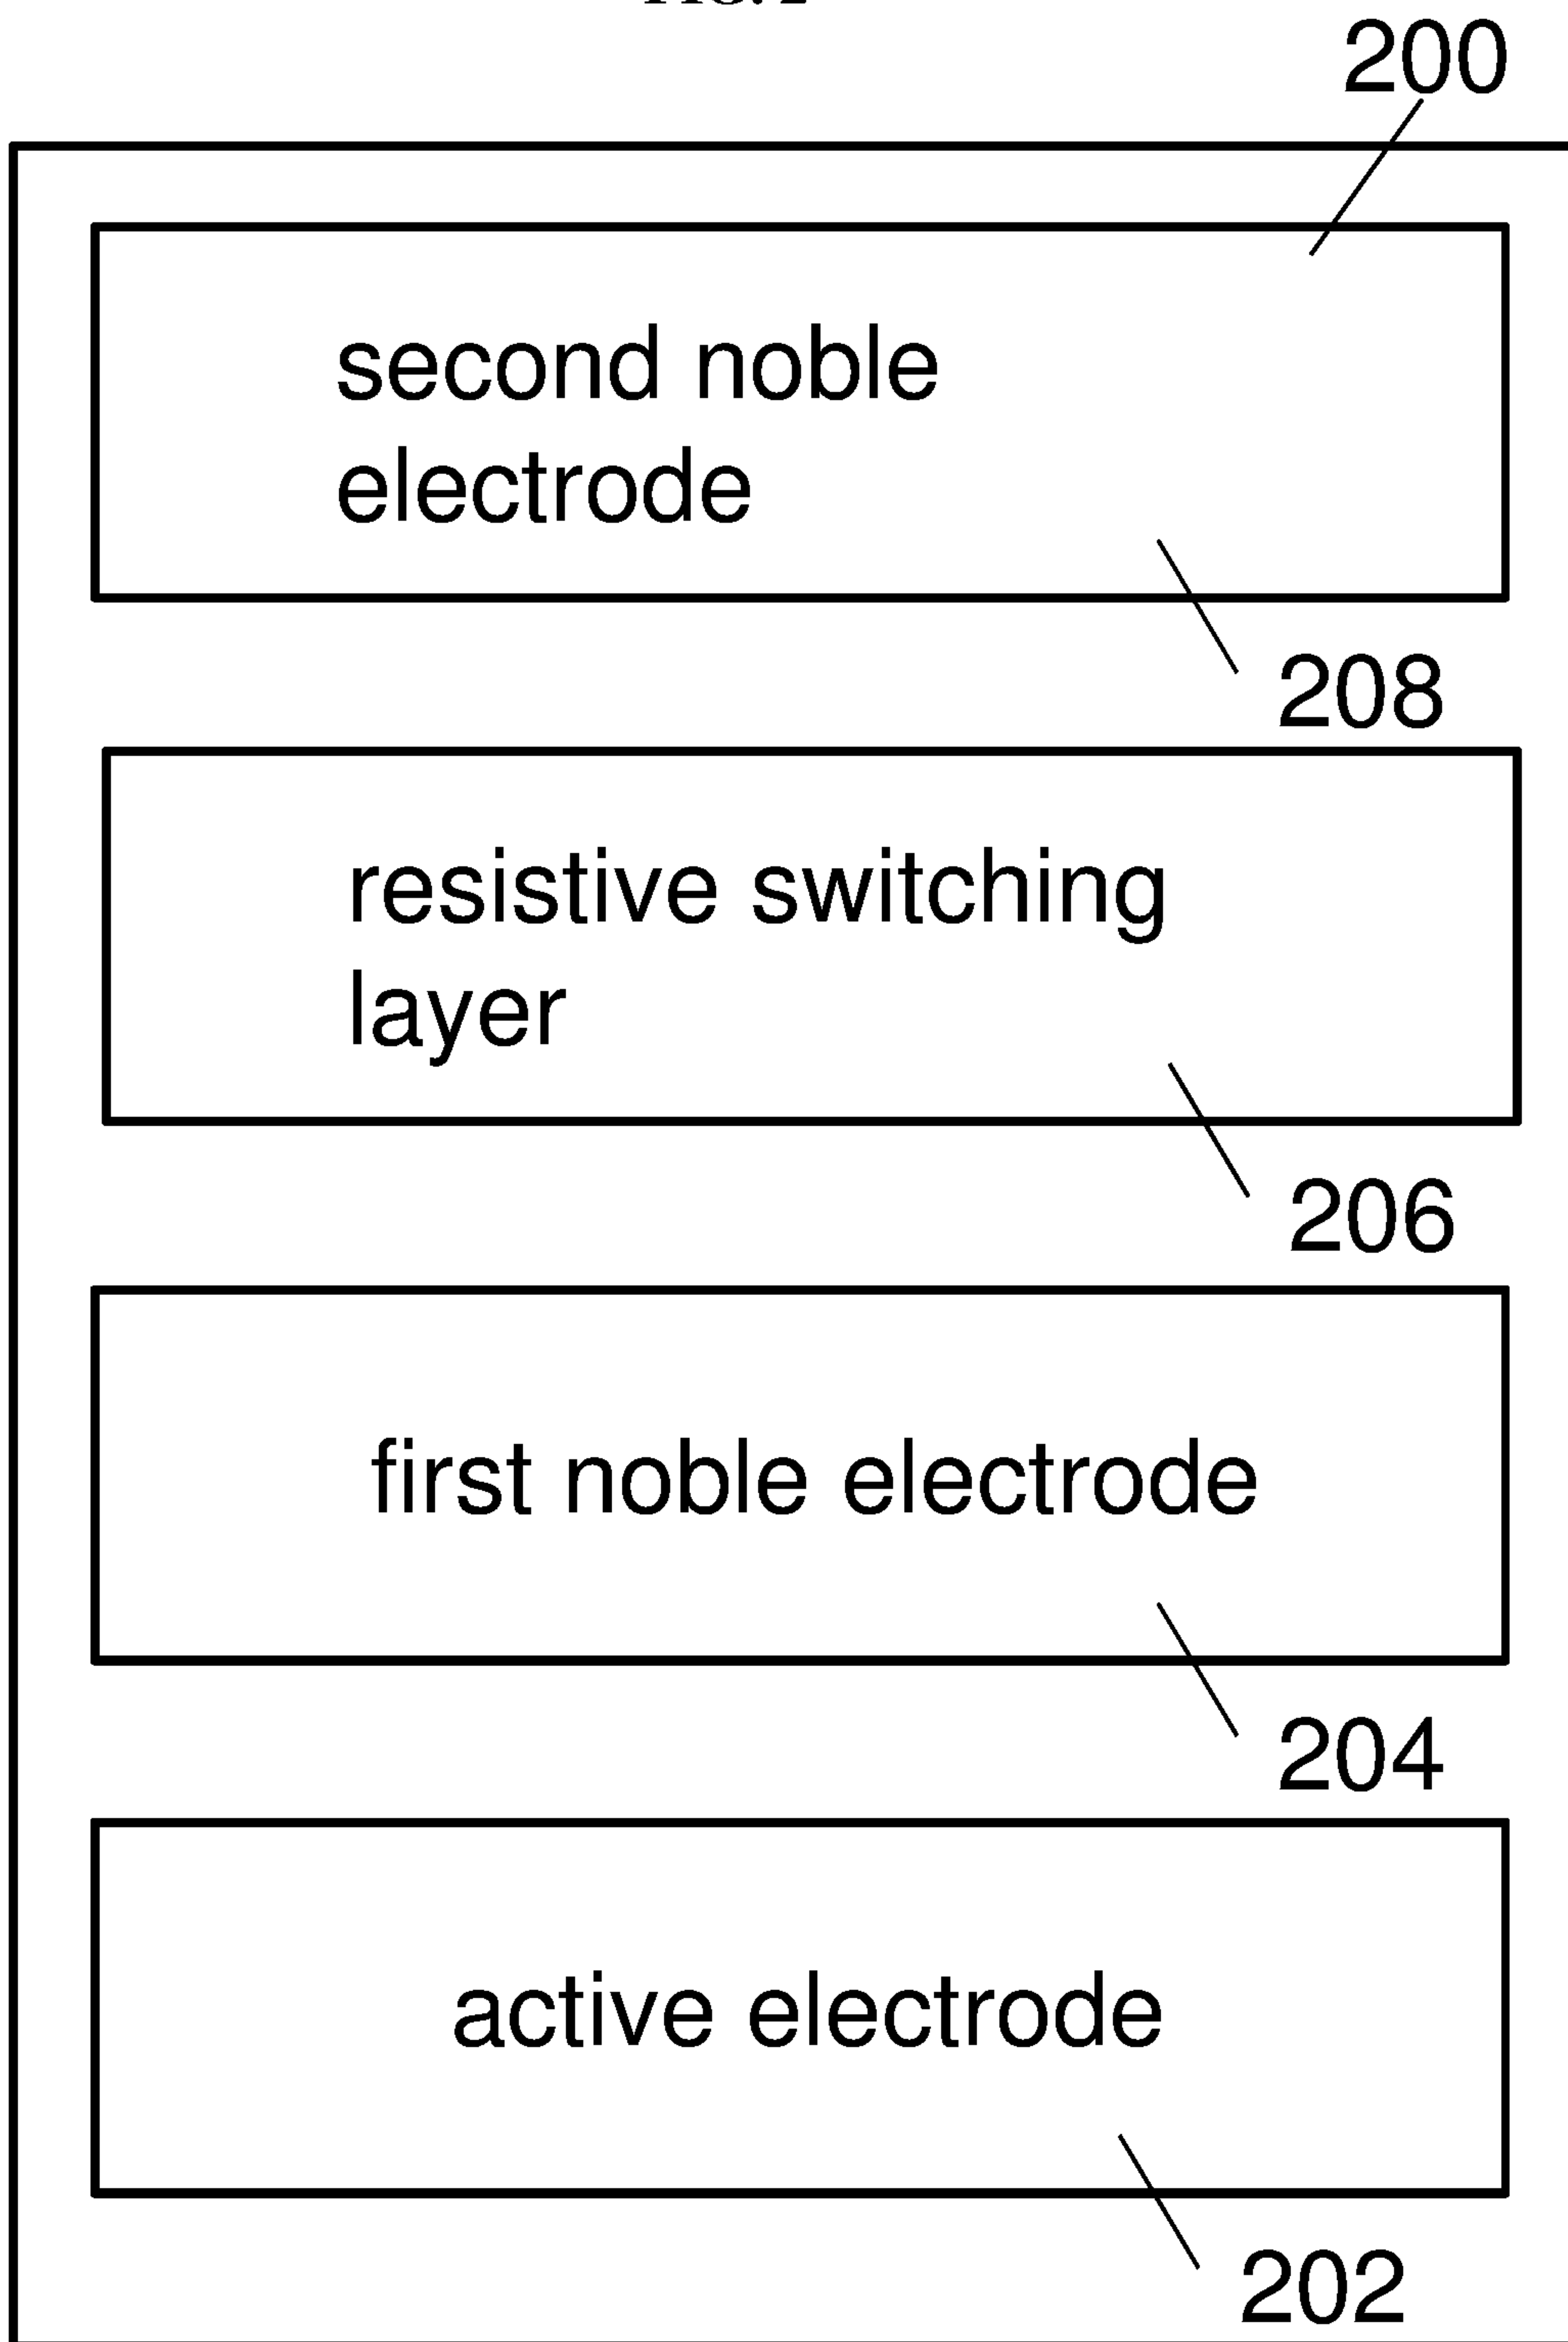 200
second noble
electrode
208
resistive switching
layer
206
first noble electrode
204
active electrode
202